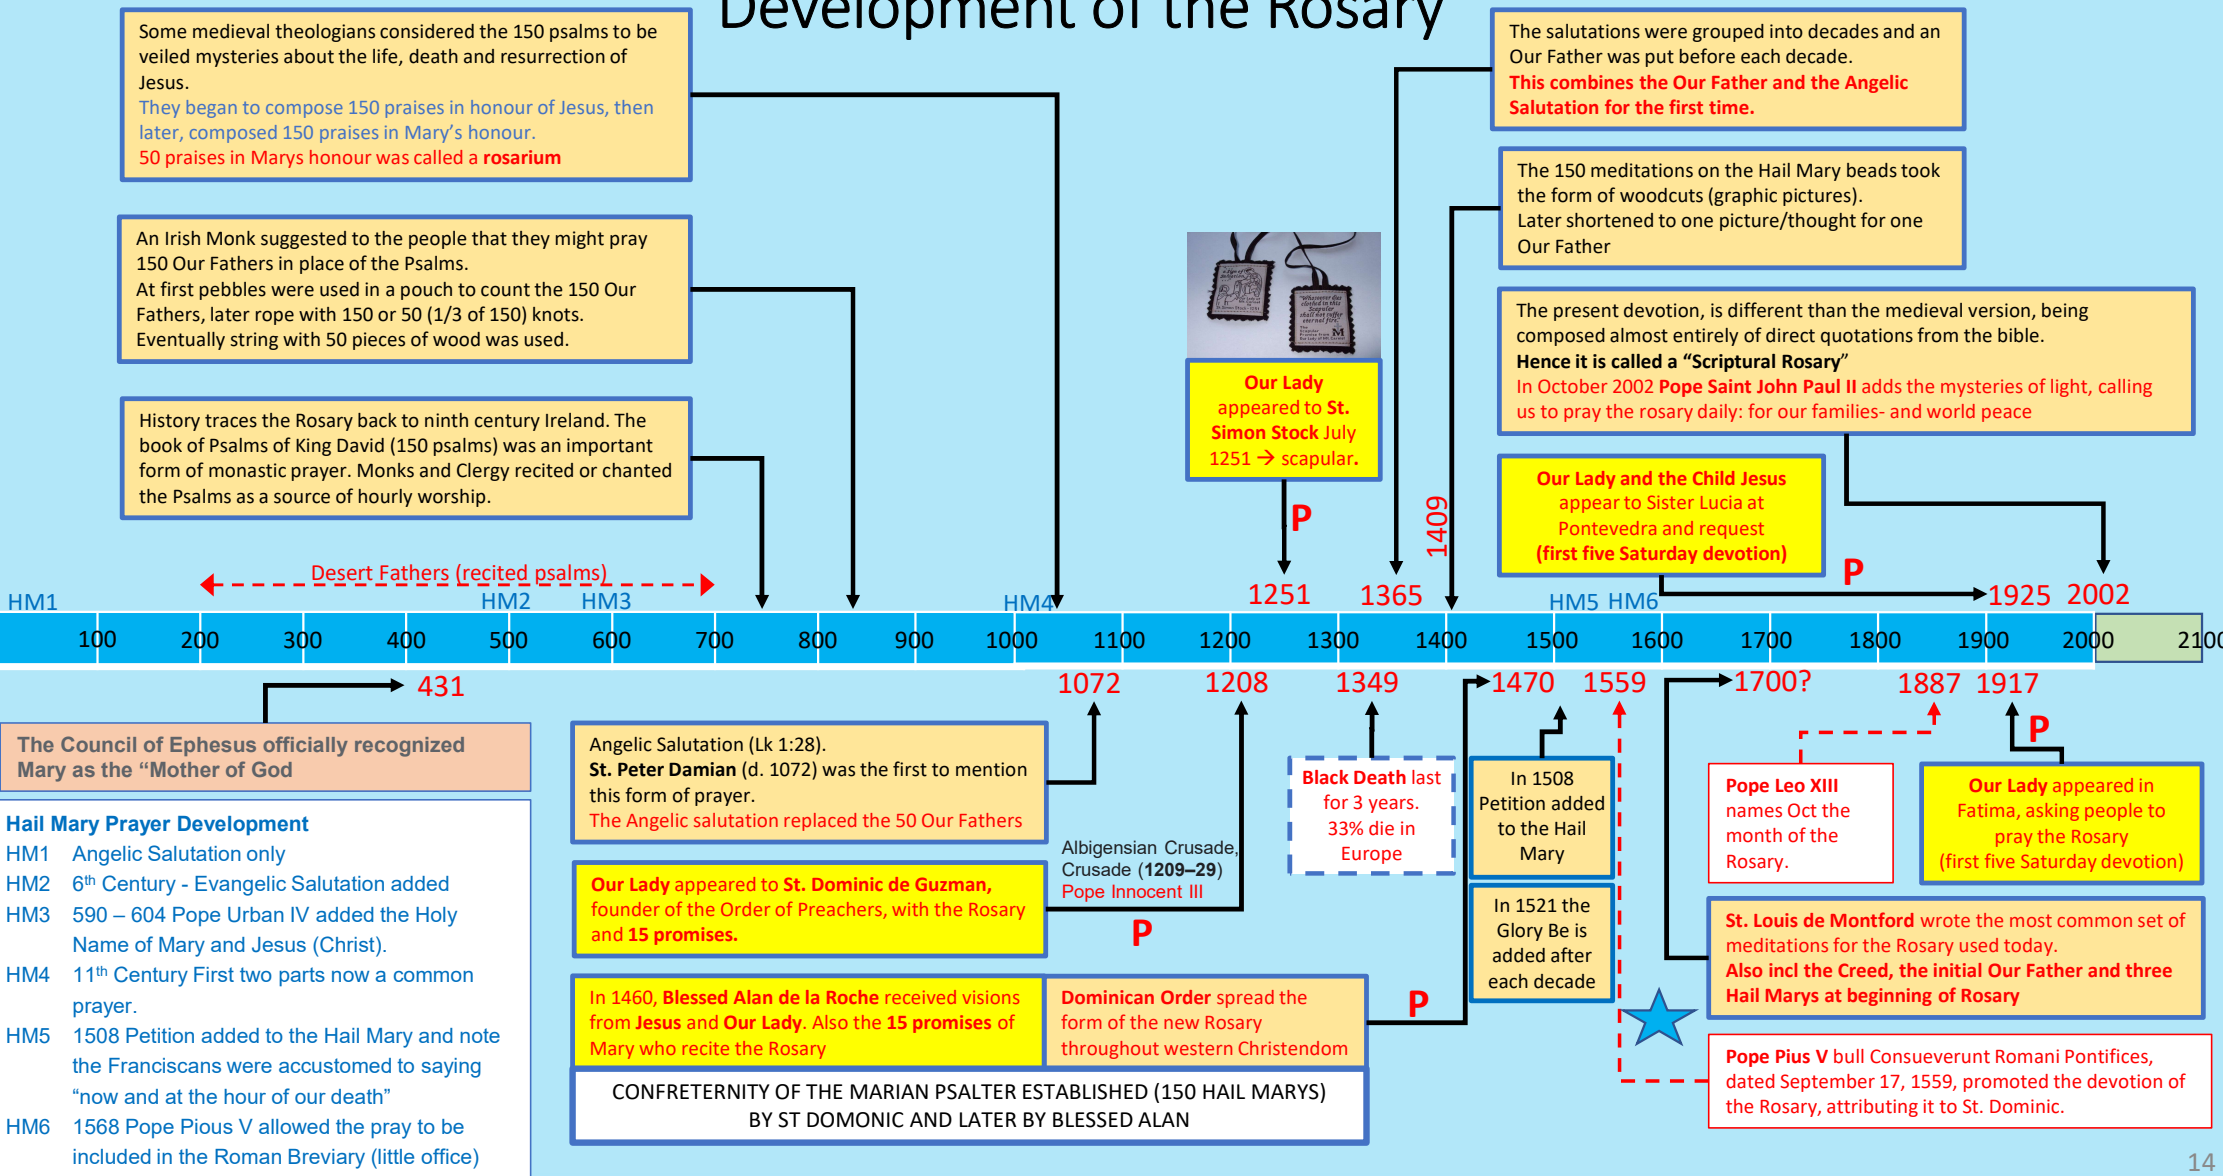 Development of the Rosary
Some medieval theologians considered the 150 psalms to be
veiled mysteries about the life, death and resurrection of
Jesus.
They began to compose 150 praises in honour of Jesus, then
later, composed 150 praises in Mary's honour.
50 praises in Marys honour was called a rosarium
An Irish Monk suggested to the people that they might pray
150 Our Fathers in place of the Psalms.
At first pebbles were used in a pouch to count the 150 Our
Fathers, later rope with 150 or 50 (1/3 of 150) knots.
Eventually string with 50 pieces of wood was used.
History traces the Rosary back to ninth century Ireland. The
book of Psalms of King David (150 psalms) was an important
form of monastic prayer. Monks and Clergy recited or chanted
the Psalms as a source of hourly worship.
The salutations were grouped into decades and an
Our Father was put before each decade.
This combines the Our Father and the Angelic
Salutation for the first time.
The 150 meditations on the Hail Mary beads took
the form of woodcuts (graphic pictures).
Later shortened to one picture/thought for one
Our Father
The present devotion, is different than the medieval version, being
composed almost entirely of direct quotations from the bible.
Hence it is called a "Scriptural Rosary"
In October 2002 Pope Saint John Paul II adds the mysteries of light, calling
us to pray the rosary daily: for our families- and world peace
"Whosoever dies
clothed in this
Scapular
shall not suffer
eternal fire."
Our Lady
appeared to St.
Simon Stock July
1251 → scapular.
P
1409
Our Lady and the Child Jesus
appear to Sister Lucia at
Pontevedra and request
(first five Saturday devotion)
P
Desert Fathers (recited psalms)
HM1
HM2
HM3
HM4
HM5
HM6
1251
1365
1925
2002
100
200
300
400
500
600
700
800
900
1000
1100
1200
1300
1400
1500
1600
1700
1800
1900
2000
2100
431
1072
1208
1349
1470
1559
1700?
1887
1917
The Council of Ephesus officially recognized
Mary as the "Mother of God
Hail Mary Prayer Development
HM1 Angelic Salutation only
HM2 6th Century - Evangelic Salutation added
HM3 590 – 604 Pope Urban IV added the Holy
Name of Mary and Jesus (Christ).
HM4 11th Century First two parts now a common
prayer.
HM5 1508 Petition added to the Hail Mary and note
the Franciscans were accustomed to saying
"now and at the hour of our death"
HM6 1568 Pope Pious V allowed the pray to be
included in the Roman Breviary (little office)
Angelic Salutation (Lk 1:28).
St. Peter Damian (d. 1072) was the first to mention
this form of prayer.
The Angelic salutation replaced the 50 Our Fathers
Our Lady appeared to St. Dominic de Guzman,
founder of the Order of Preachers, with the Rosary
and 15 promises.
Albigensian Crusade,
Crusade (1209–29)
Pope Innocent III
P
In 1460, Blessed Alan de la Roche received visions
from Jesus and Our Lady. Also the 15 promises of
Mary who recite the Rosary
Dominican Order spread the
form of the new Rosary
throughout western Christendom
P
CONFRETERNITY OF THE MARIAN PSALTER ESTABLISHED (150 HAIL MARYS)
BY ST DOMONIC AND LATER BY BLESSED ALAN
Black Death last
for 3 years.
33% die in
Europe
In 1508
Petition added
to the Hail
Mary
In 1521 the
Glory Be is
added after
each decade
Pope Leo XIII
names Oct the
month of the
Rosary.
P
Our Lady appeared in
Fatima, asking people to
pray the Rosary
(first five Saturday devotion)
St. Louis de Montford wrote the most common set of
meditations for the Rosary used today.
Also incl the Creed, the initial Our Father and three
Hail Marys at beginning of Rosary
Pope Pius V bull Consueverunt Romani Pontifices,
dated September 17, 1559, promoted the devotion of
the Rosary, attributing it to St. Dominic.
14